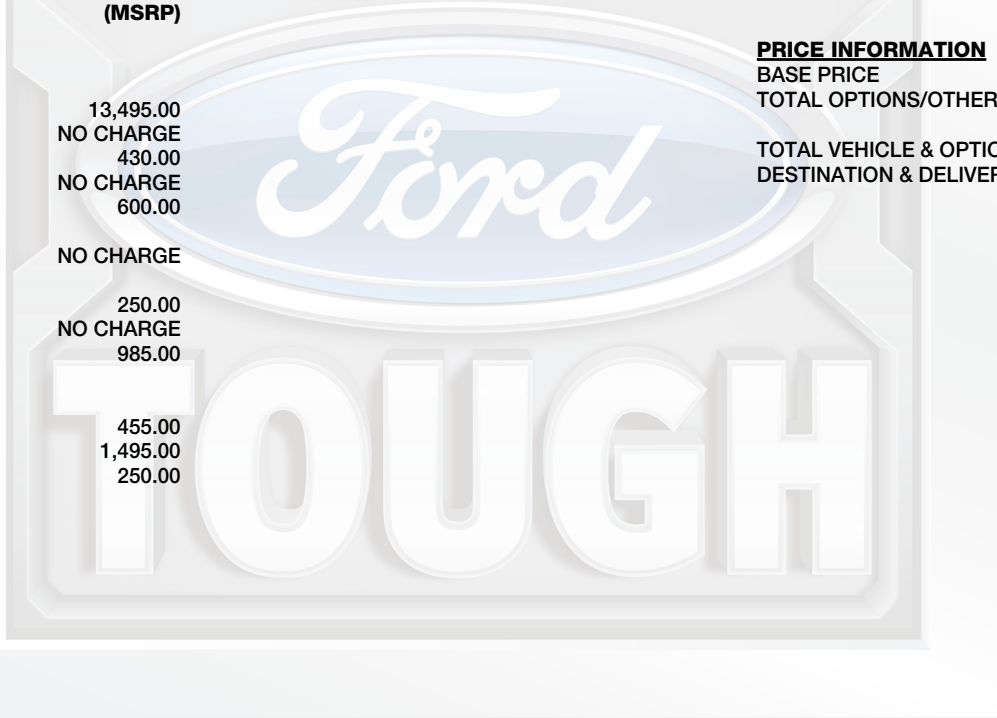 (MSRP)
13,495.00
NO CHARGE
430.00
NO CHARGE
600.00
NO CHARGE
250.00
NO CHARGE
985.00
455.00
1,495.00
250.00
PRICE INFORMATION
BASE PRICE
TOTAL OPTIONS/OTHER
TOTAL VEHICLE & OPTIO
DESTINATION & DELIVER
Ford
TOUGH